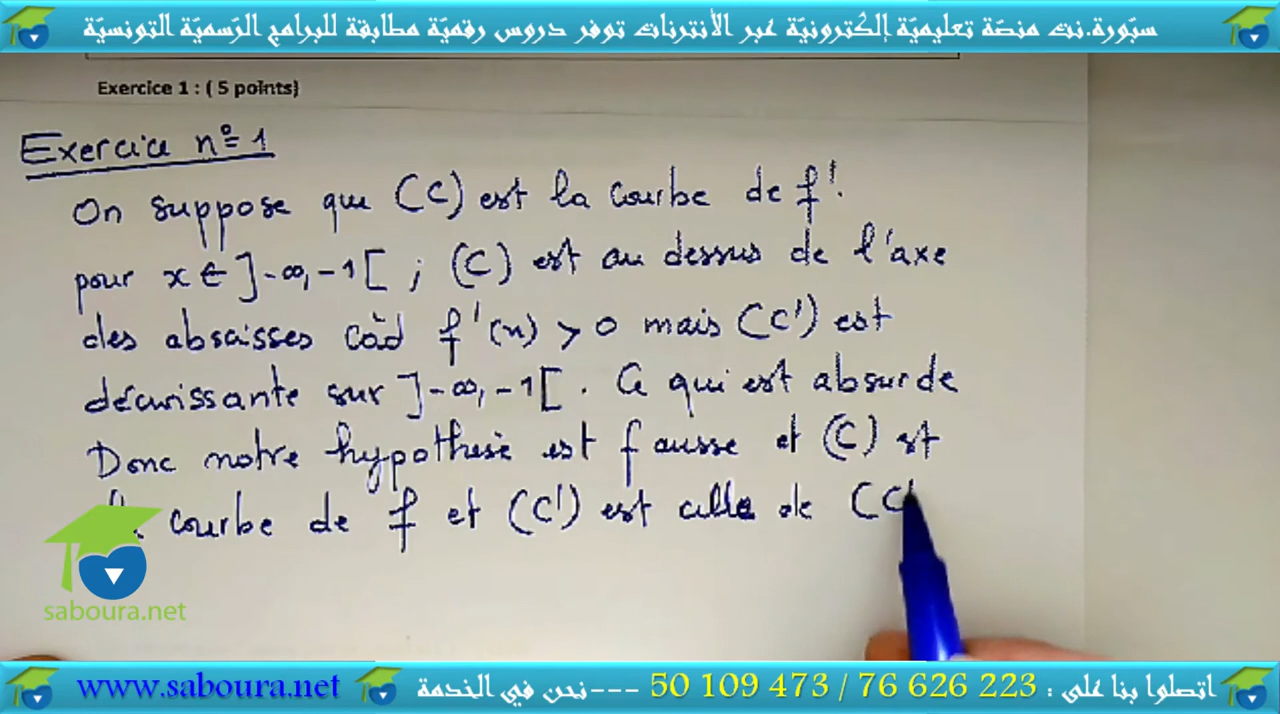 سبّورة.نت منصّة تعليميّة إلكترونيّة عبر الأنترنات توفر دروس رقميّة مطابقة للبرامج الرّسميّة التونسيّة
Exercice 1 : ( 5 points)
Exercice n°=1
On suppose que (C) est la courbe de f'.
pour x ∈ ]-∞,-1[ ; (C) est au dessus de l'axe
des abscisses càd f'(x) > 0 mais (C') est
décroissante sur ]-∞,-1[. Ce qui est absurde
Donc notre hypothèse est fausse et (C) est
courbe de f et (C') est celle de (C'
saboura.net
www.saboura.net
اتصلوا بنا على : 223 626 76 / 473 109 50 ---نحن في الخدمة